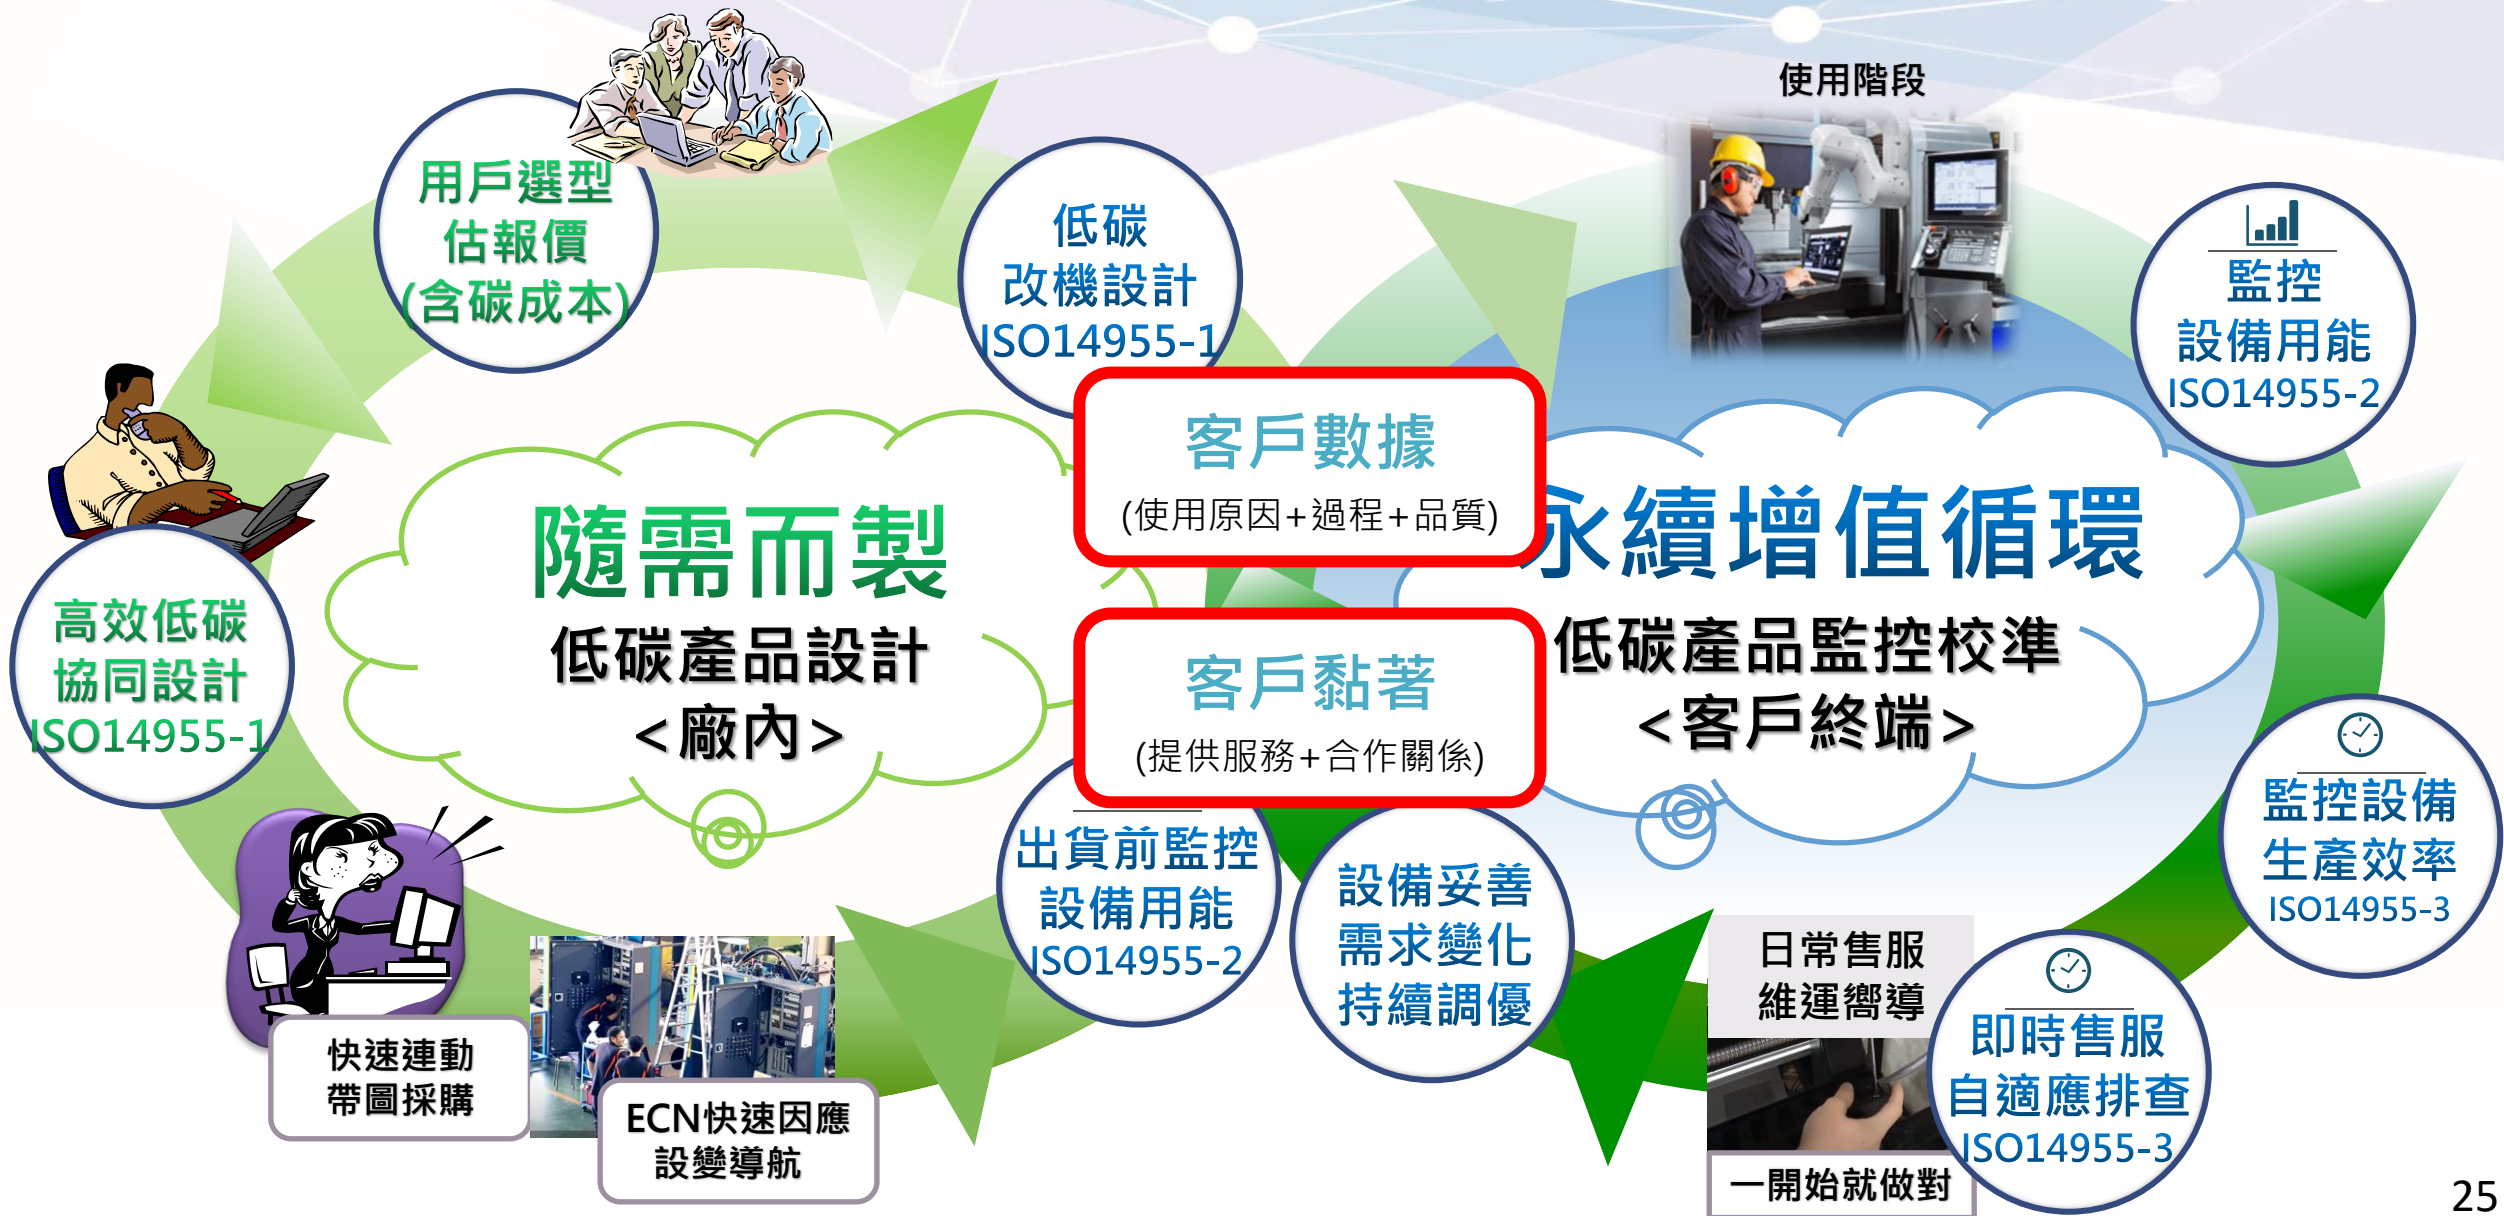 使用階段
用戶選型
估報價
(含碳成本)
低碳
改機設計
ISO14955-1
監控
設備用能
ISO14955-2
客戶數據
(使用原因+過程+品質)
隨需而製
低碳產品設計
<廠內>
永續增值循環
低碳產品監控校準
<客戶終端>
高效低碳
協同設計
ISO14955-1
客戶黏著
(提供服務+合作關係)
監控設備
生產效率
ISO14955-3
出貨前監控
設備用能
ISO14955-2
設備妥善
需求變化
持續調優
日常售服
維運嚮導
即時售服
自適應排查
ISO14955-3
快速連動
帶圖採購
ECN快速因應
設變導航
一開始就做對
25